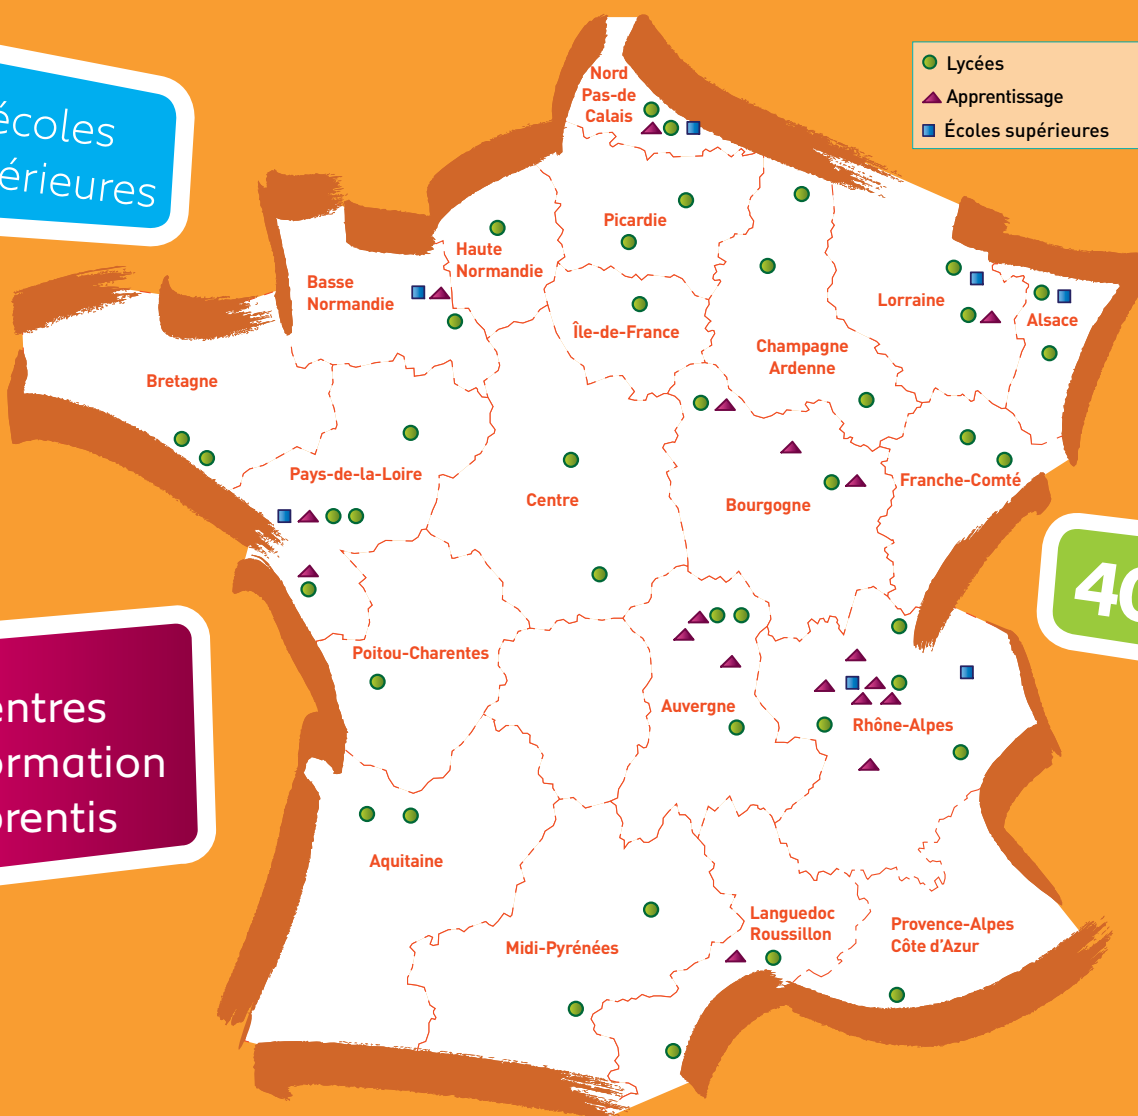 écoles
érieures
Lycées
Apprentissage
Écoles supérieures
Nord
Pas-de
Calais
Picardie
Haute
Normandie
Basse
Normandie
Île-de-France
Lorraine
Alsace
Champagne
Ardenne
Bretagne
Pays-de-la-Loire
Centre
Bourgogne
Franche-Comté
40
entres
ormation
prentis
Poitou-Charentes
Auvergne
Rhône-Alpes
Aquitaine
Midi-Pyrénées
Languedoc
Roussillon
Provence-Alpes
Côte d'Azur